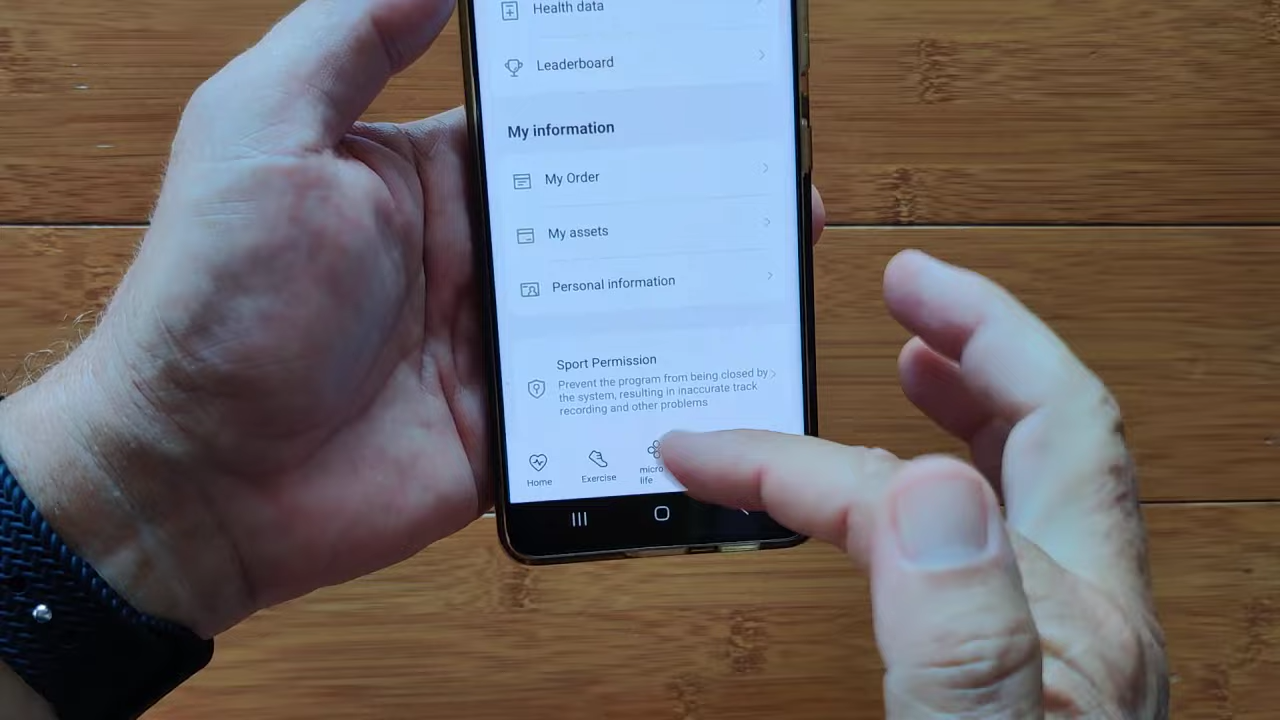 Health data
Leaderboard
My information
My Order
My assets
Personal information
Sport Permission
Prevent the program from being closed by
the system, resulting in inaccurate track
recording and other problems
Home
Exercise
micro
life